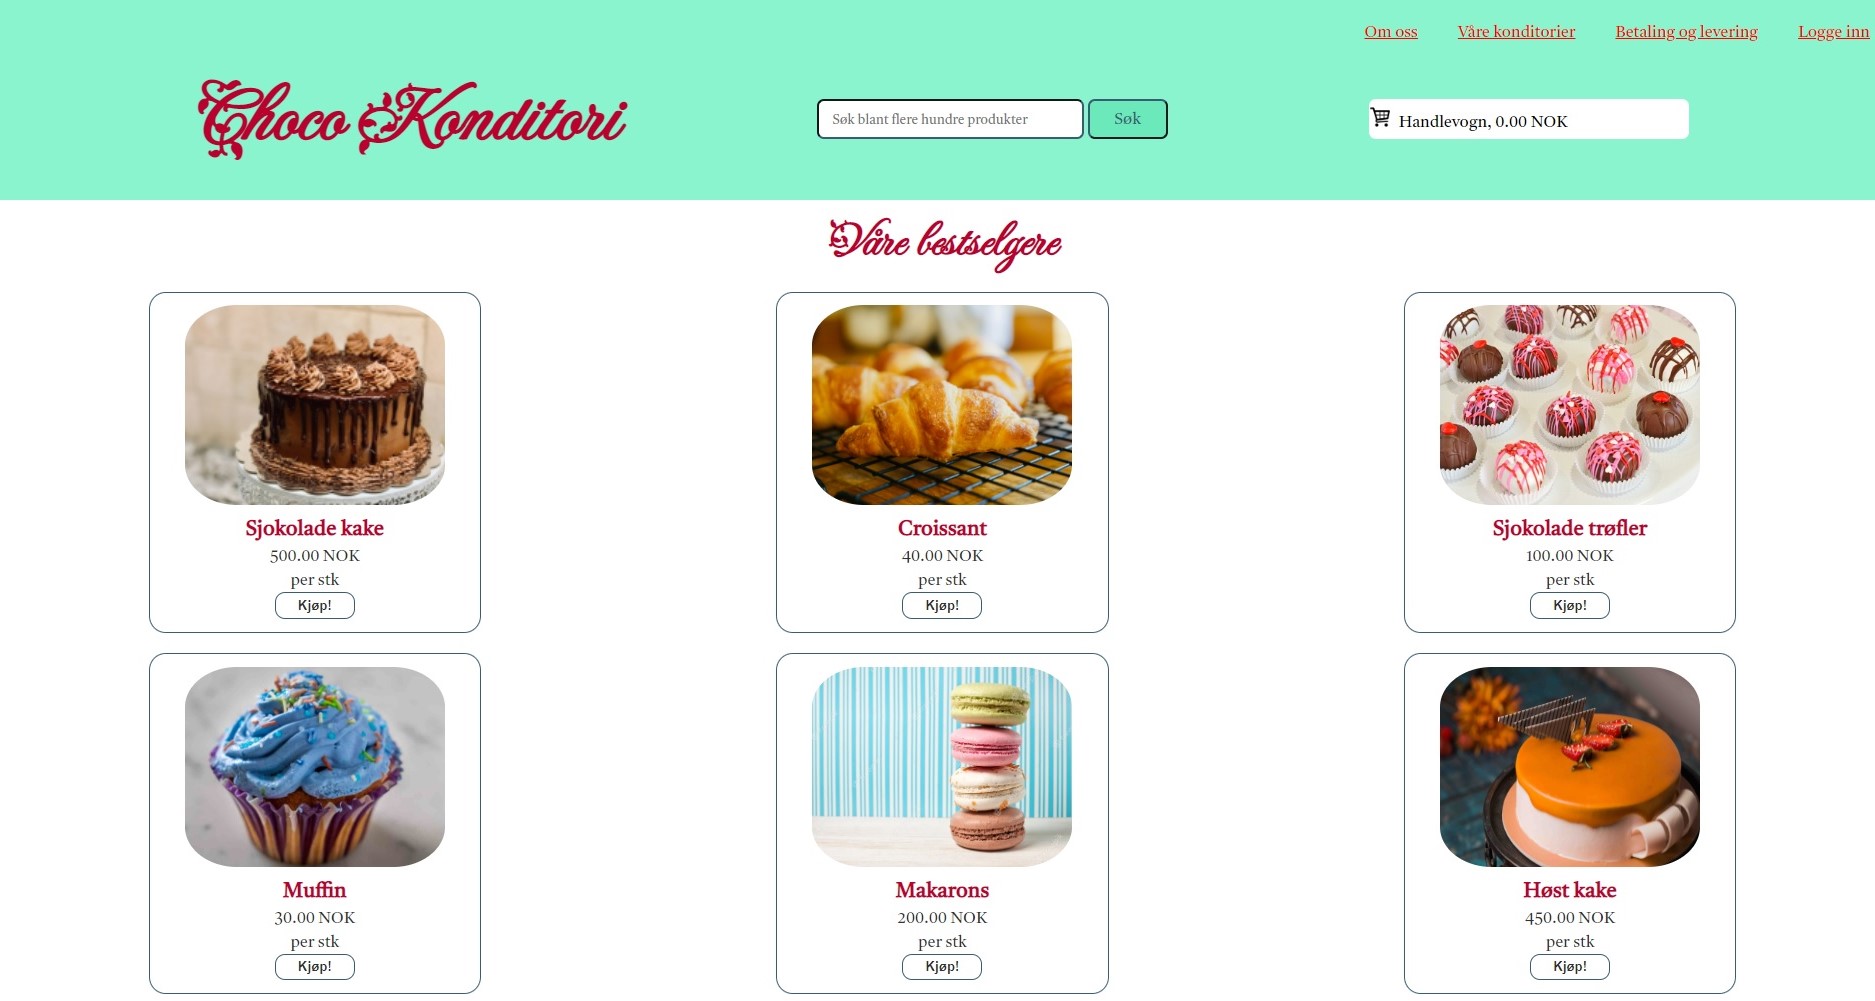 Om oss Våre konditorier Betaling og levering Logge inn
Choco Konditori
Søk blant flere hundre produkter Søk
Handlevogn, 0.00 NOK
Våre bestselgere
Sjokolade kake
500.00 NOK
per stk
Kjøp!
Croissant
40.00 NOK
per stk
Kjøp!
Sjokolade trøfler
100.00 NOK
per stk
Kjøp!
Muffin
30.00 NOK
per stk
Kjøp!
Makarons
200.00 NOK
per stk
Kjøp!
Høst kake
450.00 NOK
per stk
Kjøp!